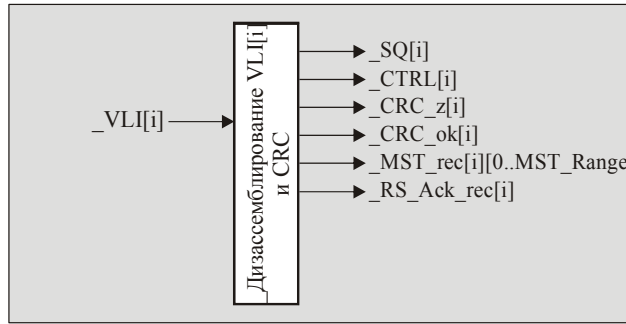 _VLI[i]
Дизассемблирование VLI[i]
и CRC
_SQ[i]
_CTRL[i]
_CRC_z[i]
_CRC_ok[i]
_MST_rec[i][0..MST_Range
_RS_Ack_rec[i]